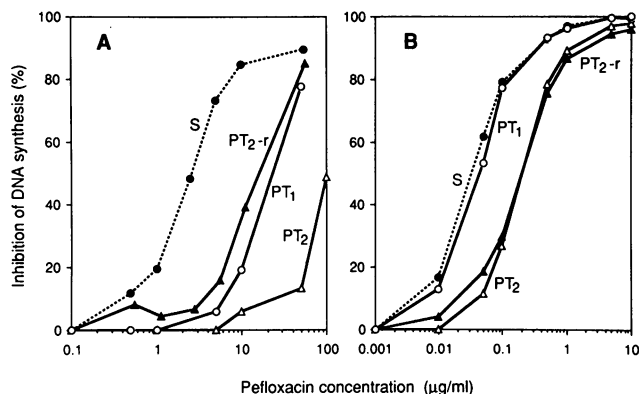 A
B
Inhibition of DNA synthesis (%)
100
80
60
40
20
0
S
PT2-r
PT1
PT2
0.1
1
10
100
100
80
60
40
20
0
S
PT1
PT2-r
PT2
0.001
0.01
0.1
1
10
Pefloxacin concentration (µg/ml)